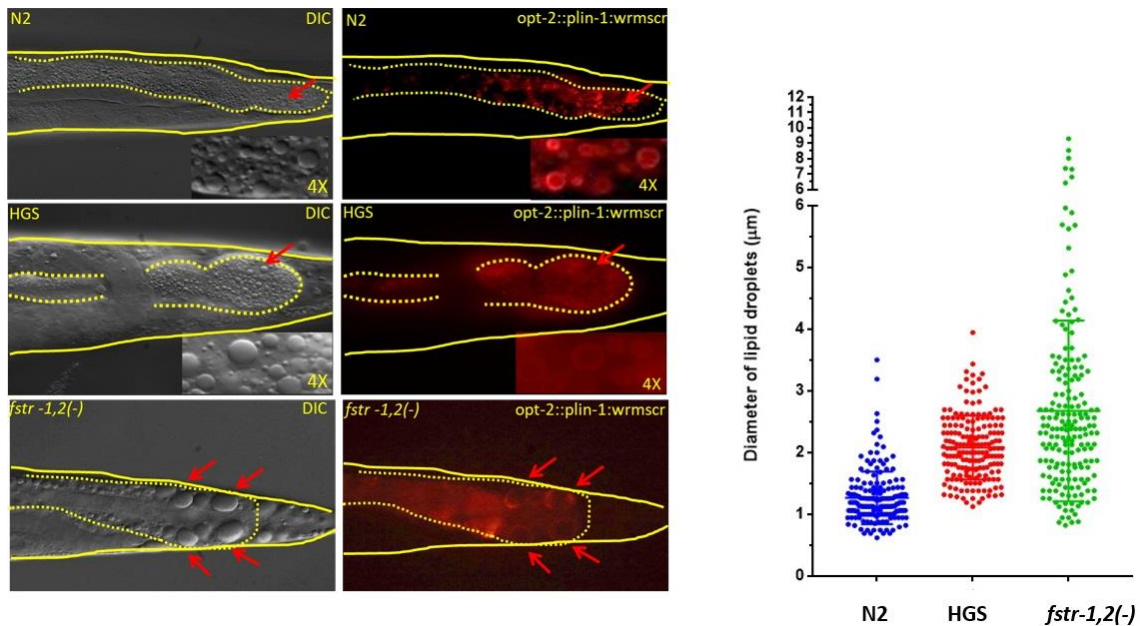 N2 DIC
N2 opt-2::plin-1:wrmscr
4X
4X
HGS DIC
HGS opt-2::plin-1:wrmscr
4X
4X
fstr -1,2(-) DIC
fstr -1,2(-) opt-2::plin-1:wrmscr
Diameter of lipid droplets (μm)
12
11
10
9
8
7
6
6
5
4
3
2
1
0
N2 HGS fstr-1,2(-)